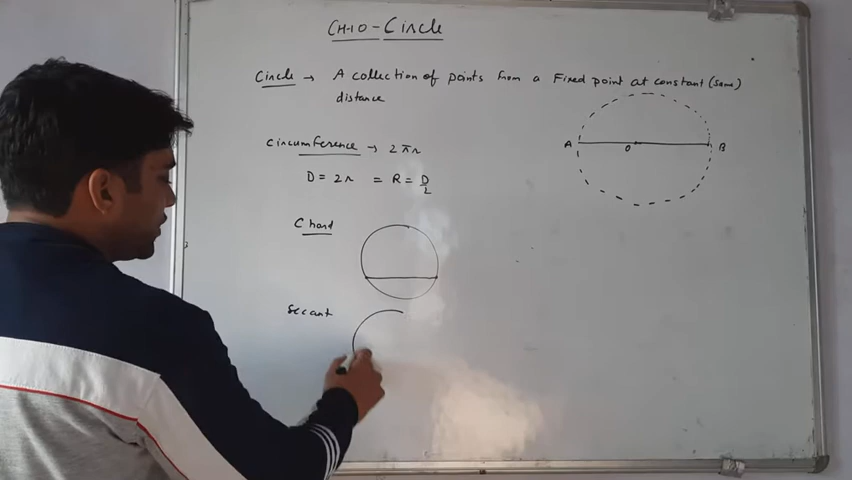 CH-10 - Circle
Circle → A collection of points from a Fixed point at constant (same)
distance
A O B
Circumference → 2πr
D = 2r = R = D/2
Chord
Secant